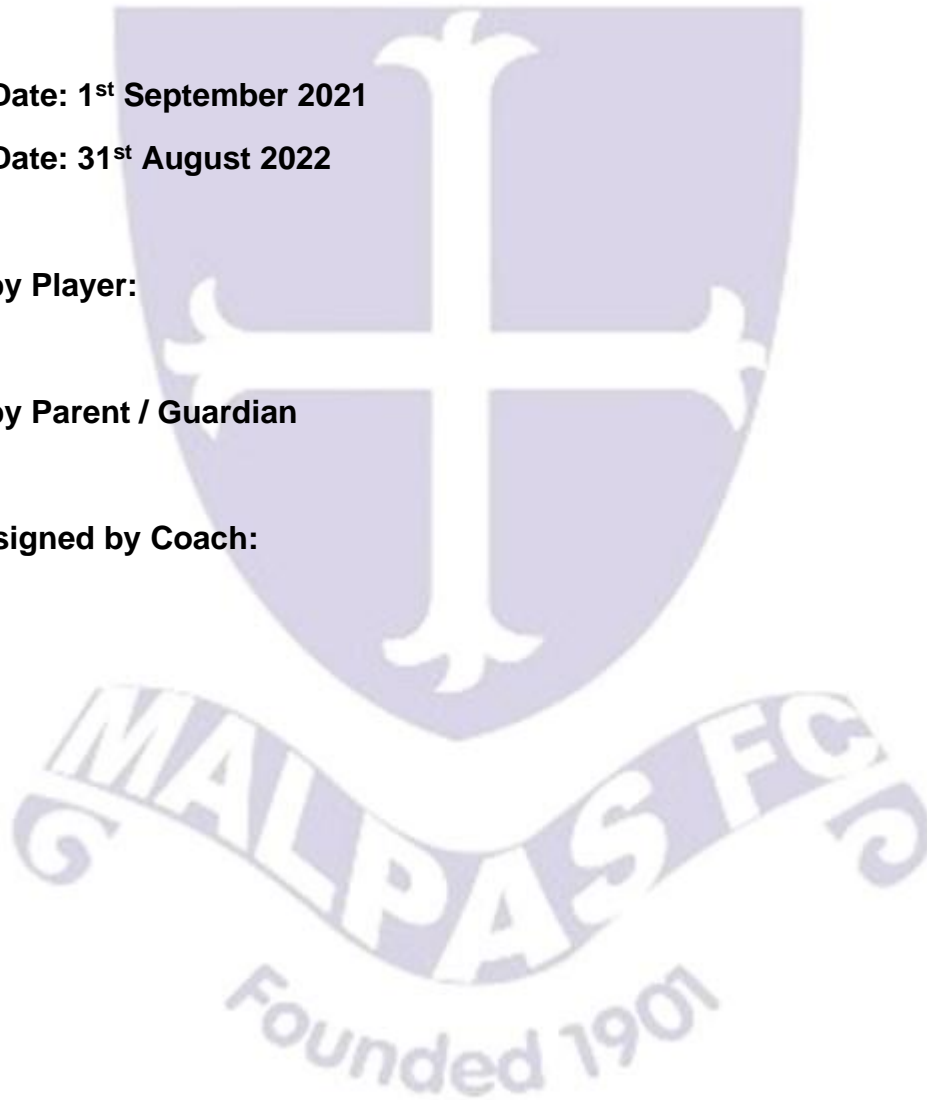 Date: 1st September 2021
Date: 31st August 2022
by Player:
by Parent / Guardian
signed by Coach:
MALPAS FC
Founded 1901